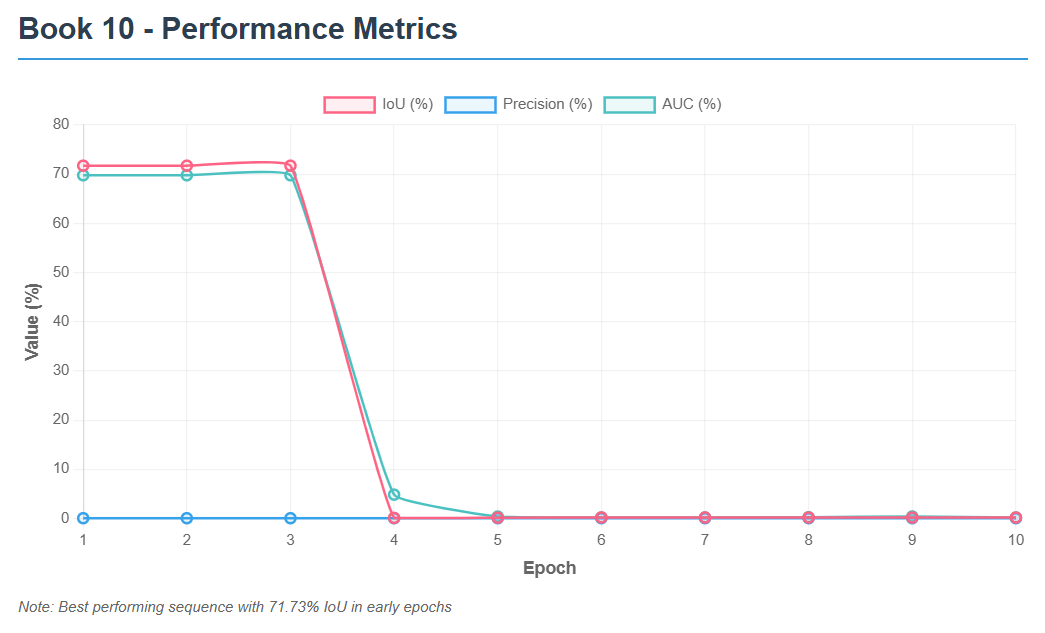 Book 10 - Performance Metrics
IoU (%) Precision (%) AUC (%)
80
70
60
50
40
30
20
10
0
Value (%)
1 2 3 4 5 6 7 8 9 10
Epoch
Note: Best performing sequence with 71.73% IoU in early epochs